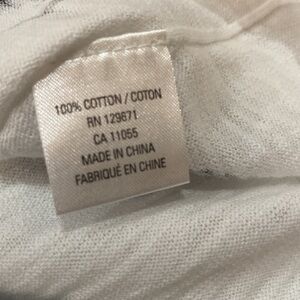 100% COTTON / COTON
RN 129671
CA 11055
MADE IN CHINA
FABRIQUÉ EN CHINE